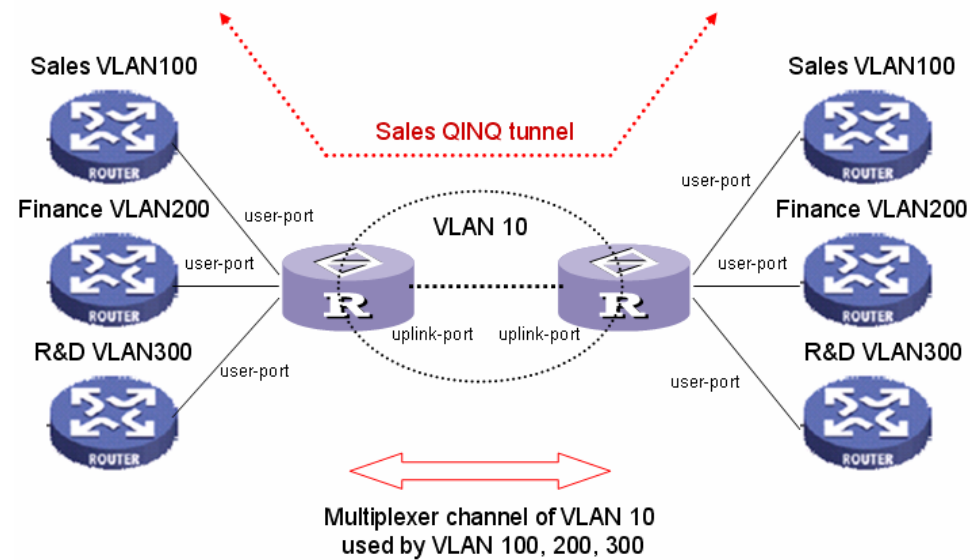 Sales VLAN100
Sales VLAN100
Sales QINQ tunnel
ROUTER
ROUTER
user-port
Finance VLAN200
Finance VLAN200
user-port
VLAN 10
user-port
user-port
ROUTER
R
R
ROUTER
uplink-port
uplink-port
R&D VLAN300
R&D VLAN300
user-port
user-port
ROUTER
ROUTER
Multiplexer channel of VLAN 10
used by VLAN 100, 200, 300